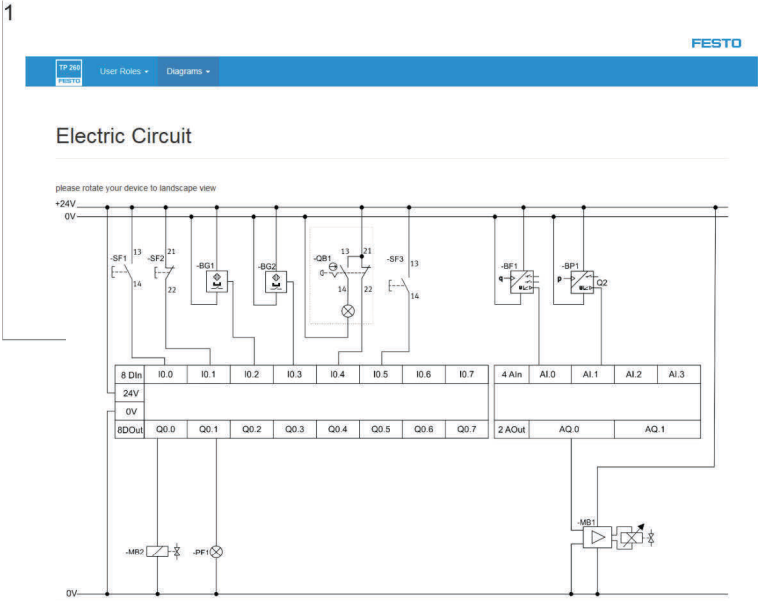 1
FESTO
TP 260
FESTO
User Roles
Diagrams
Electric Circuit
please rotate your device to landscape view
+24V
0V
-SF1
13
14
-SF2
21
22
-BG1
-BG2
-QB1
13
21
14
22
-SF3
13
14
-BF1
q
-BP1
p
Q2
8 DIn I0.0 I0.1 I0.2 I0.3 I0.4 I0.5 I0.6 I0.7
24V
0V
8DOut Q0.0 Q0.1 Q0.2 Q0.3 Q0.4 Q0.5 Q0.6 Q0.7
4 AIn AI.0 AI.1 AI.2 AI.3
2 AOut AQ.0 AQ.1
-MB1
-MB2
-PF1
0V